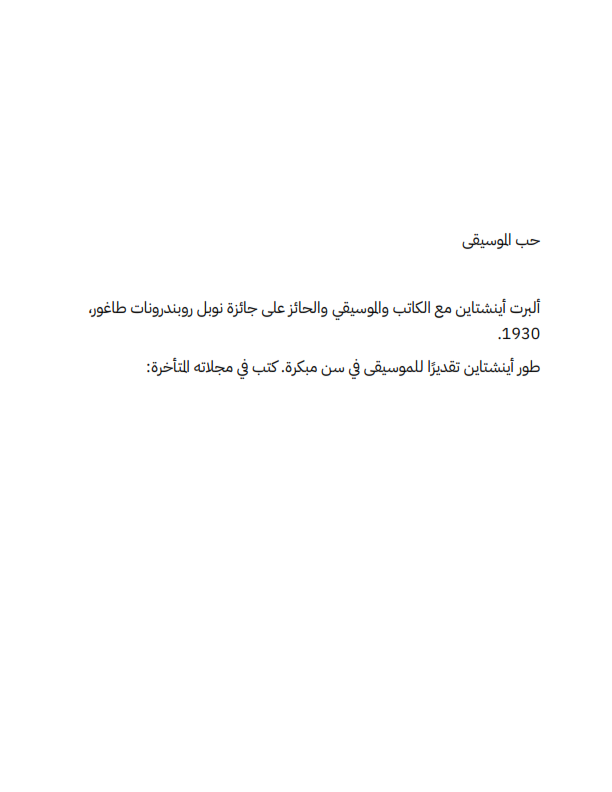 حب الموسيقى
ألبرت أينشتاين مع الكاتب والموسيقي والحائز على جائزة نوبل روبندرونات طاغور،
1930.
طور أينشتاين تقديرًا للموسيقى في سن مبكرة. كتب في مجلاته المتأخرة: